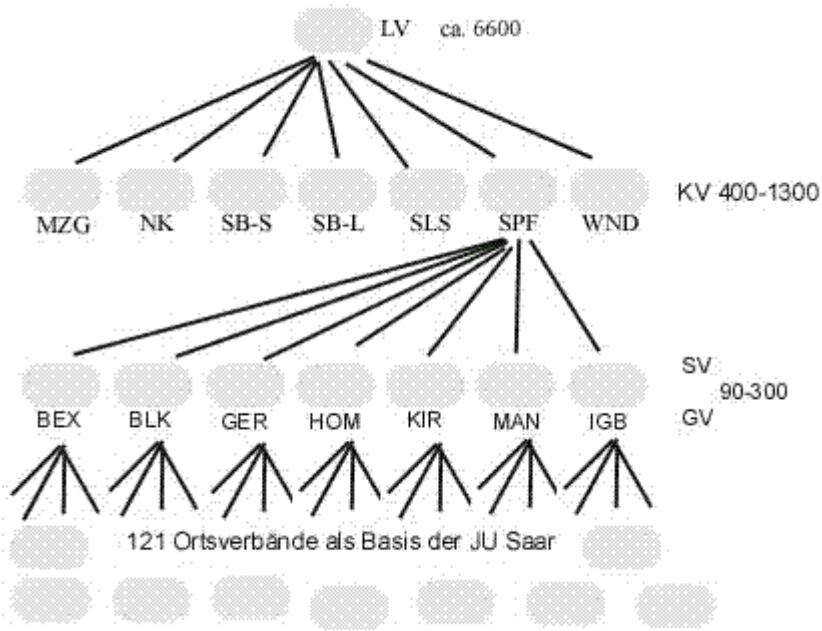 LV ca. 6600
KV 400-1300
MZG NK SB-S SB-L SLS SPF WND
SV
90-300
BEX BLK GER HOM KIR MAN IGB GV
121 Ortsverbände als Basis der JU Saar